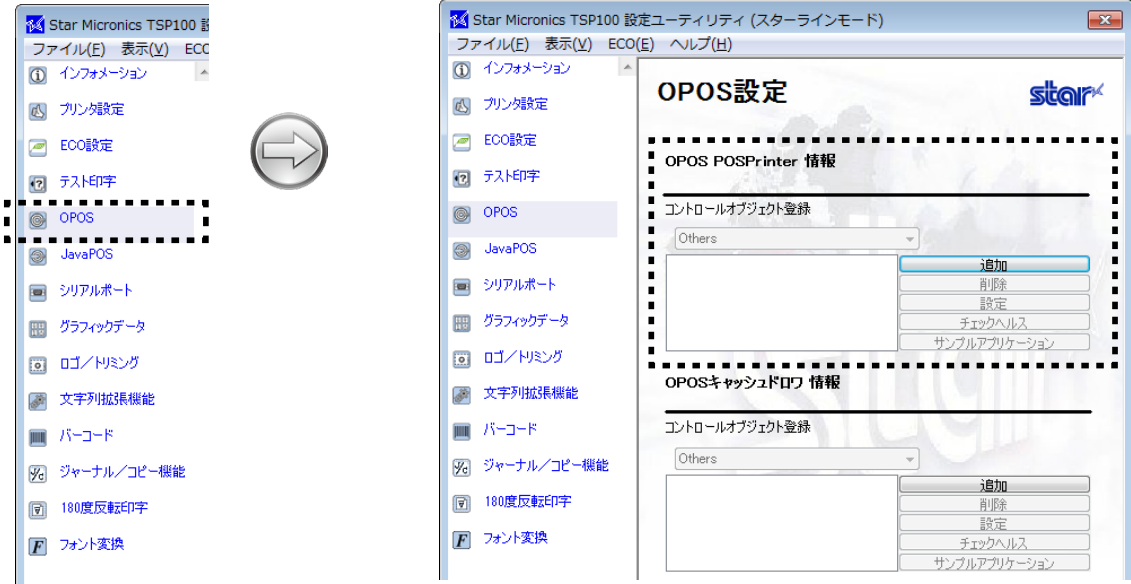 Star Micronics TSP100 設
ファイル(F) 表示(V) ECO
インフォメーション
プリンタ設定
ECO設定
テスト印字
OPOS
JavaPOS
シリアルポート
グラフィックデータ
ロゴ／トリミング
文字列拡張機能
バーコード
ジャーナル／コピー機能
180度反転印字
フォント変換
Star Micronics TSP100 設定ユーティリティ (スターラインモード)
ファイル(F) 表示(V) ECO(E) ヘルプ(H)
インフォメーション
プリンタ設定
ECO設定
テスト印字
OPOS
JavaPOS
シリアルポート
グラフィックデータ
ロゴ／トリミング
文字列拡張機能
バーコード
ジャーナル／コピー機能
180度反転印字
フォント変換
OPOS設定
star
OPOS POSPrinter 情報
コントロールオブジェクト登録
Others
追加
削除
設定
チェックヘルス
サンプルアプリケーション
OPOSキャッシュドロワ 情報
コントロールオブジェクト登録
Others
追加
削除
設定
チェックヘルス
サンプルアプリケーション